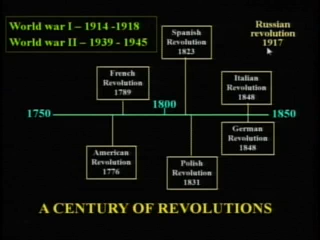 World war I – 1914 -1918
World war II – 1939 - 1945
Spanish
Revolution
1823
Russian
revolution
1917
French
Revolution
1789
Italian
Revolution
1848
1750
1800
1850
American
Revolution
1776
Polish
Revolution
1831
German
Revolution
1848
A CENTURY OF REVOLUTIONS